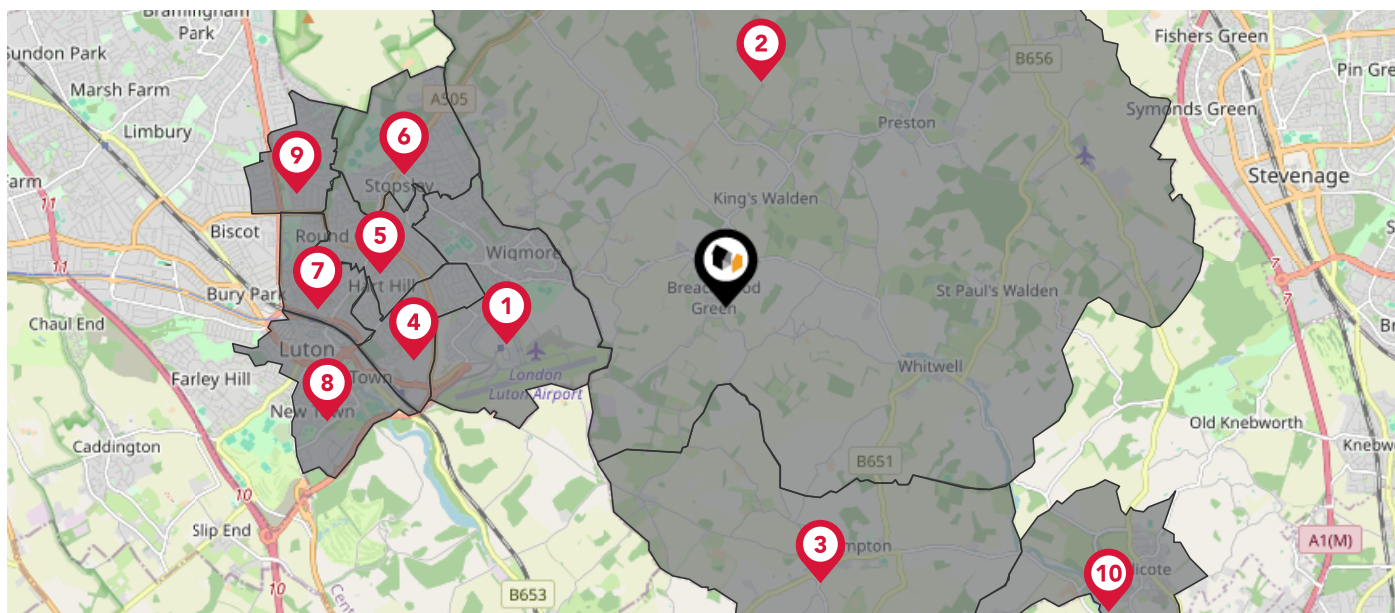 Bramingham
Park
Sundon Park
Marsh Farm
Limbury
Farm
11
Biscot
11
Bury Park
Chaul End
Farley Hill
Caddington
10
Slip End
10
A505
6
9
Stopsley
Round
5
7
Hart Hill
Wigmore
4
1
Luton
Town
8
New Town
London
Luton Airport
B653
2
B656
Preston
King's Walden
Breachwood
Green
St Paul's Walden
Whitwell
B651
3
mpton
10
dicote
Fishers Green
Pin Gre
Symonds Green
Stevenage
S
7
7
Br
Old Knebworth
Knebw
A1(M)
Cent